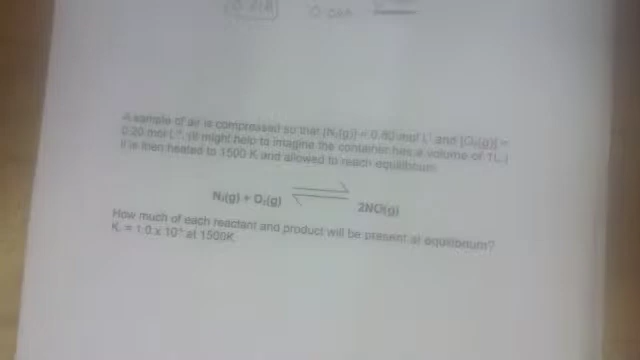 A sample of air is compressed so that [N₂(g)] = 0.80 mol L⁻¹ and [O₂(g)] =
0.20 mol L⁻¹. (It might help to imagine the container has a volume of 1L.)
It is then heated to 1500 K and allowed to reach equilibrium.
N₂(g) + O₂(g) ⇌ 2NO(g)
How much of each reactant and product will be present at equilibrium?
= 1.0 x 10 at 1500K